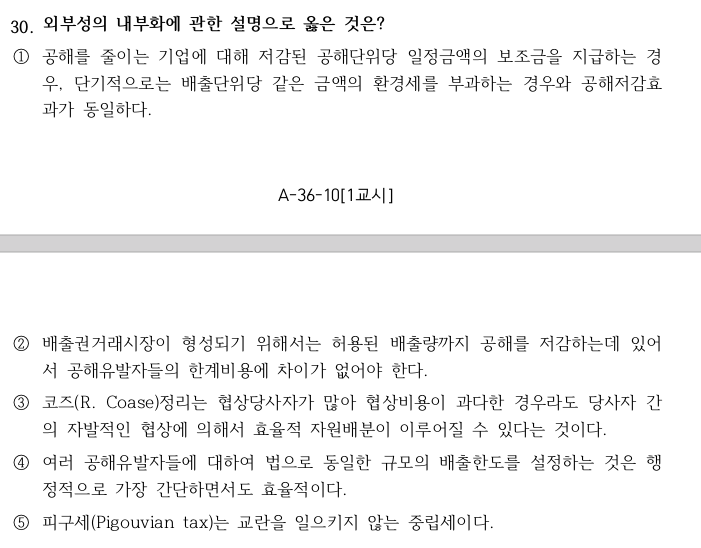 30. 외부성의 내부화에 관한 설명으로 옳은 것은?
① 공해를 줄이는 기업에 대해 저감된 공해단위당 일정금액의 보조금을 지급하는 경
우, 단기적으로는 배출단위당 같은 금액의 환경세를 부과하는 경우와 공해저감효
과가 동일하다.
A-36-10[1교시]
② 배출권거래시장이 형성되기 위해서는 허용된 배출량까지 공해를 저감하는데 있어
서 공해유발자들의 한계비용에 차이가 없어야 한다.
③ 코즈(R. Coase)정리는 협상당사자가 많아 협상비용이 과다한 경우라도 당사자 간
의 자발적인 협상에 의해서 효율적 자원배분이 이루어질 수 있다는 것이다.
④ 여러 공해유발자들에 대하여 법으로 동일한 규모의 배출한도를 설정하는 것은 행
정적으로 가장 간단하면서도 효율적이다.
⑤ 피구세(Pigouvian tax)는 교란을 일으키지 않는 중립세이다.